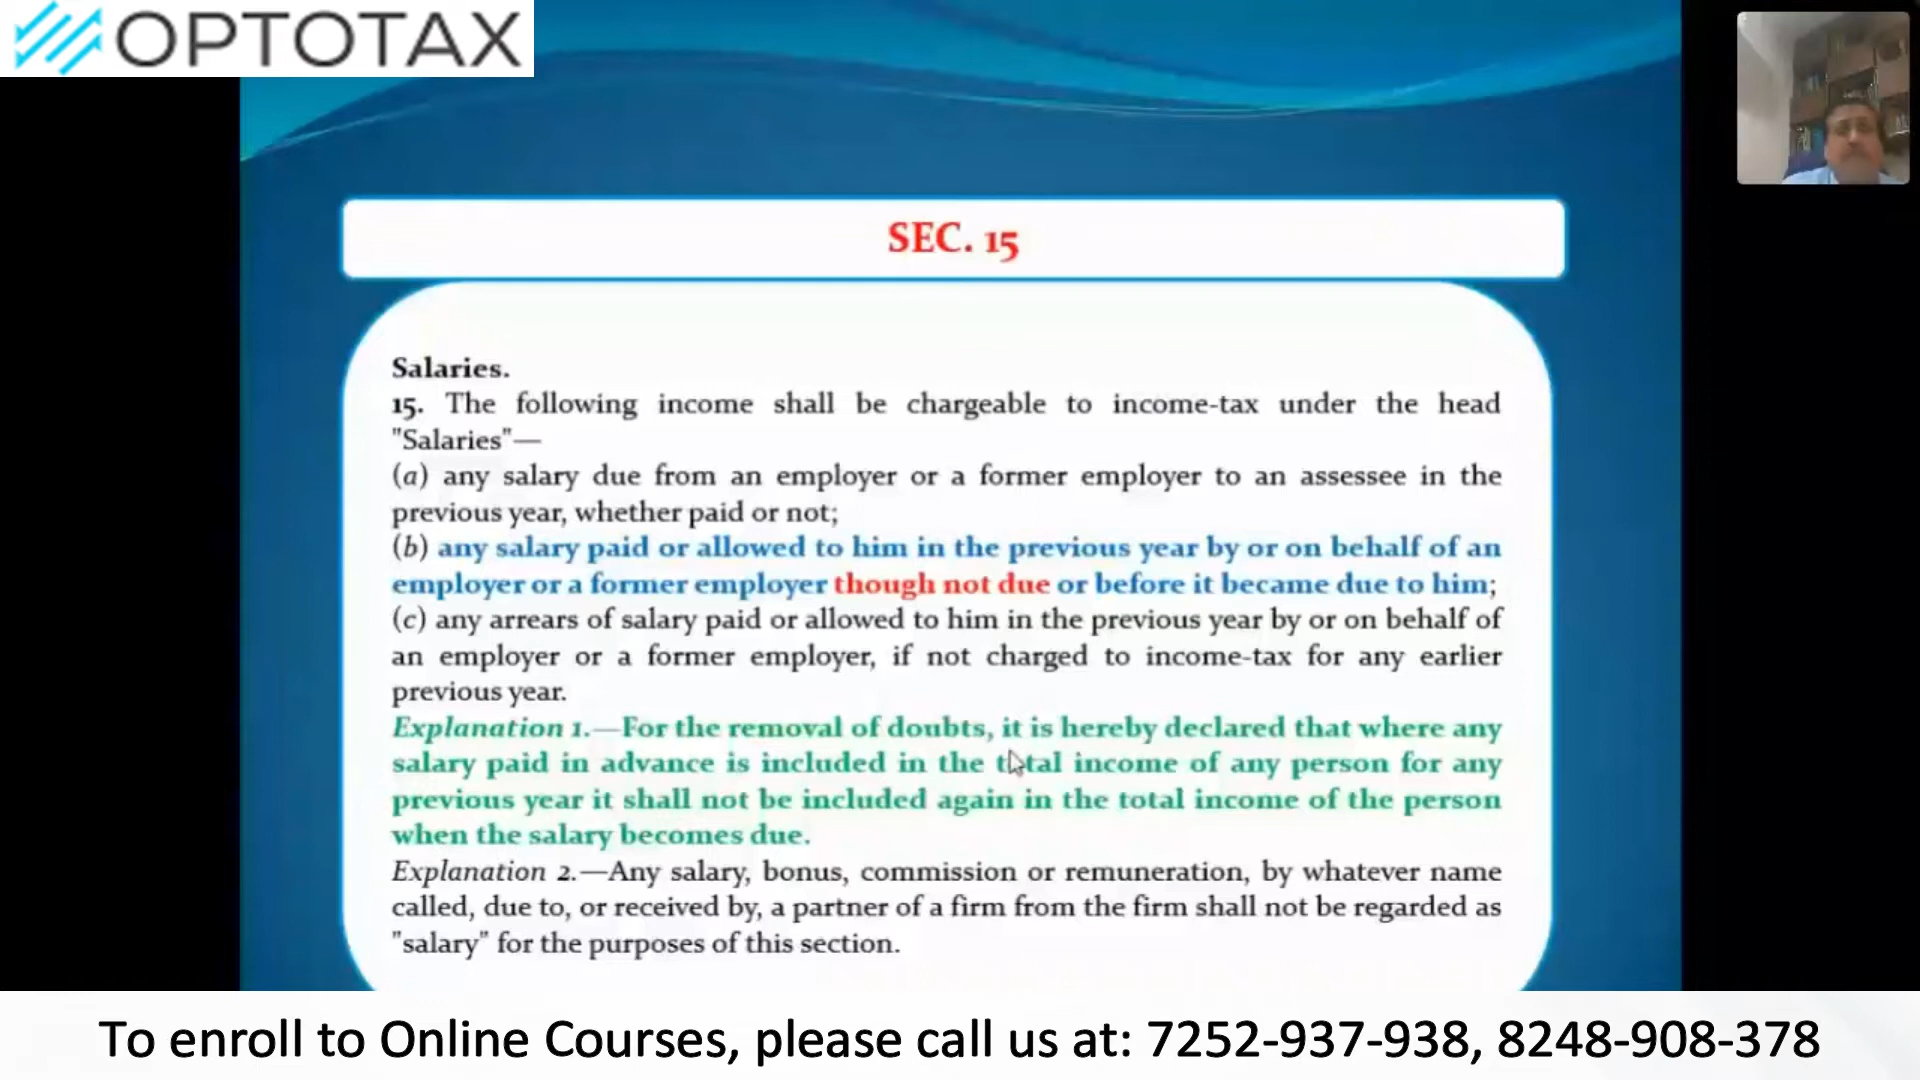 OPTOTAX
SEC. 15
Salaries.
15. The following income shall be chargeable to income-tax under the head
"Salaries"—
(a) any salary due from an employer or a former employer to an assessee in the
previous year, whether paid or not;
(b) any salary paid or allowed to him in the previous year by or on behalf of an
employer or a former employer though not due or before it became due to him;
(c) any arrears of salary paid or allowed to him in the previous year by or on behalf of
an employer or a former employer, if not charged to income-tax for any earlier
previous year.
Explanation 1.—For the removal of doubts, it is hereby declared that where any
salary paid in advance is included in the total income of any person for any
previous year it shall not be included again in the total income of the person
when the salary becomes due.
Explanation 2.—Any salary, bonus, commission or remuneration, by whatever name
called, due to, or received by, a partner of a firm from the firm shall not be regarded as
"salary" for the purposes of this section.
To enroll to Online Courses, please call us at: 7252-937-938, 8248-908-378